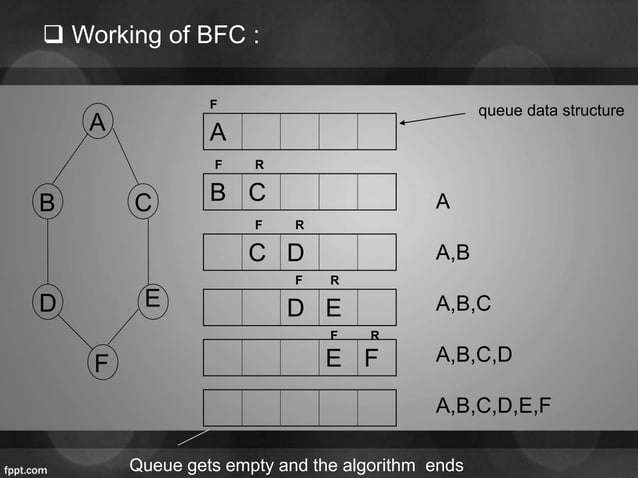 ❑ Working of BFC :
queue data structure
A
B
C
D
E
F
F
A
F R
B C
F R
C D
F R
D E
F R
E F
A
A,B
A,B,C
A,B,C,D
A,B,C,D,E,F
Queue gets empty and the algorithm ends
fppt.com